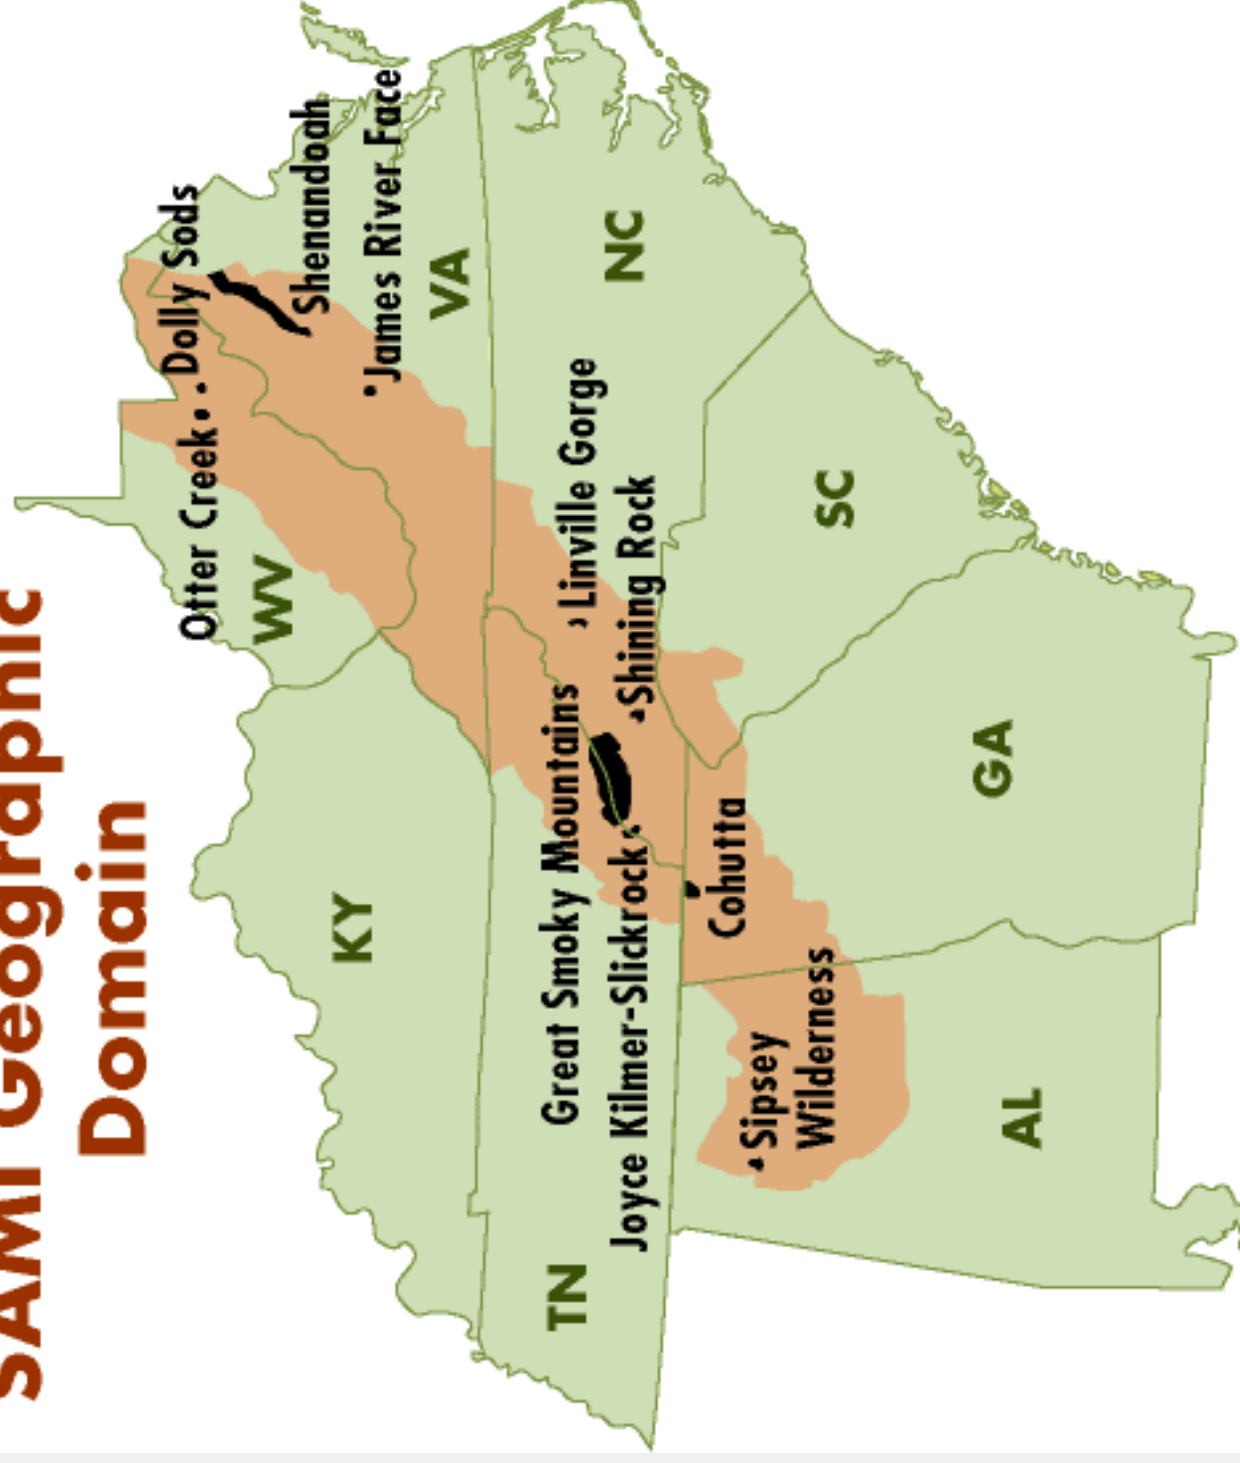 SAMI Geographic
Domain
Otter Creek
Dolly Sods
WV
Shenandoah
KY
James River Face
VA
Great Smoky Mountains
TN
Linville Gorge
Joyce Kilmer-Slickrock
Shining Rock
NC
Cohutta
Sipsey
Wilderness
SC
GA
AL